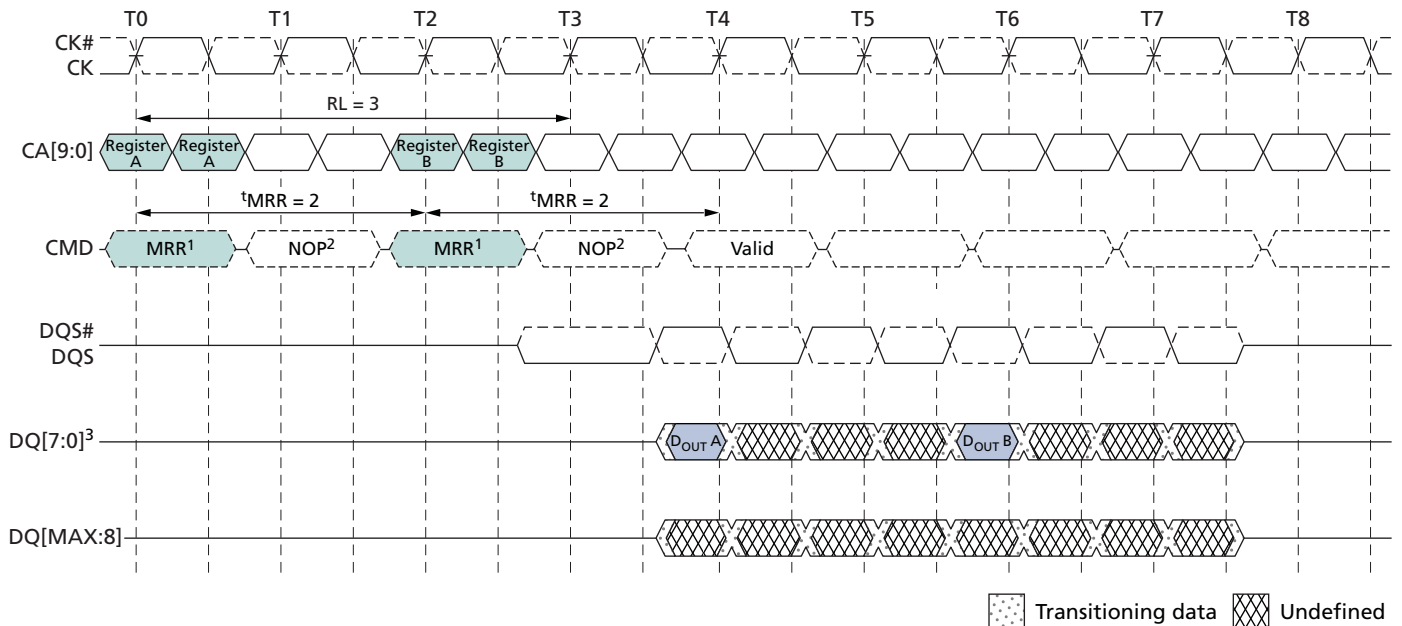 T0 T1 T2 T3 T4 T5 T6 T7 T8
CK#
CK
RL = 3
CA[9:0]
Register A Register A Register B Register B
tMRR = 2 tMRR = 2
CMD MRR1 NOP2 MRR1 NOP2 Valid
DQS#
DQS
DQ[7:0]3 DOUT A DOUT B
DQ[MAX:8]
Transitioning data Undefined